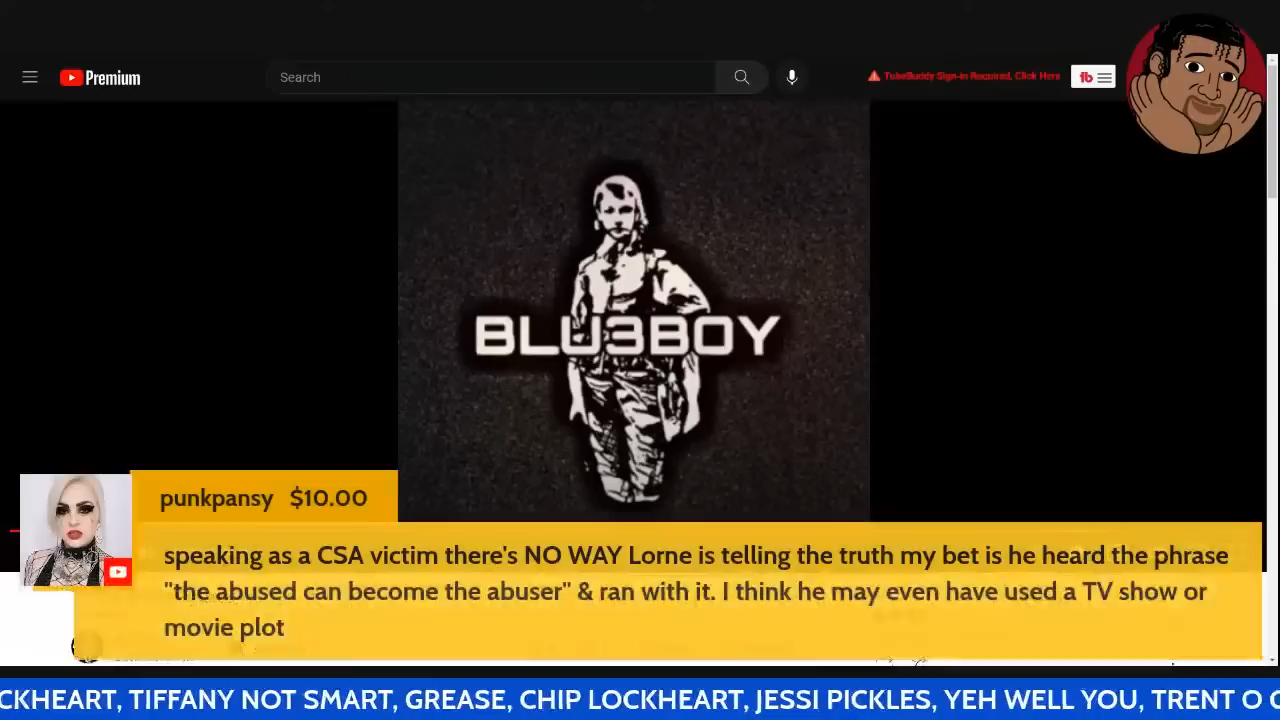 Premium
Search
TubeBuddy Sign-in Required, Click Here
tb
BLU3BOY
punkpansy $10.00
speaking as a CSA victim there's NO WAY Lorne is telling the truth my bet is he heard the phrase
"the abused can become the abuser" & ran with it. I think he may even have used a TV show or
movie plot
CKHEART, TIFFANY NOT SMART, GREASE, CHIP LOCKHEART, JESSI PICKLES, YEH WELL YOU, TRENT O